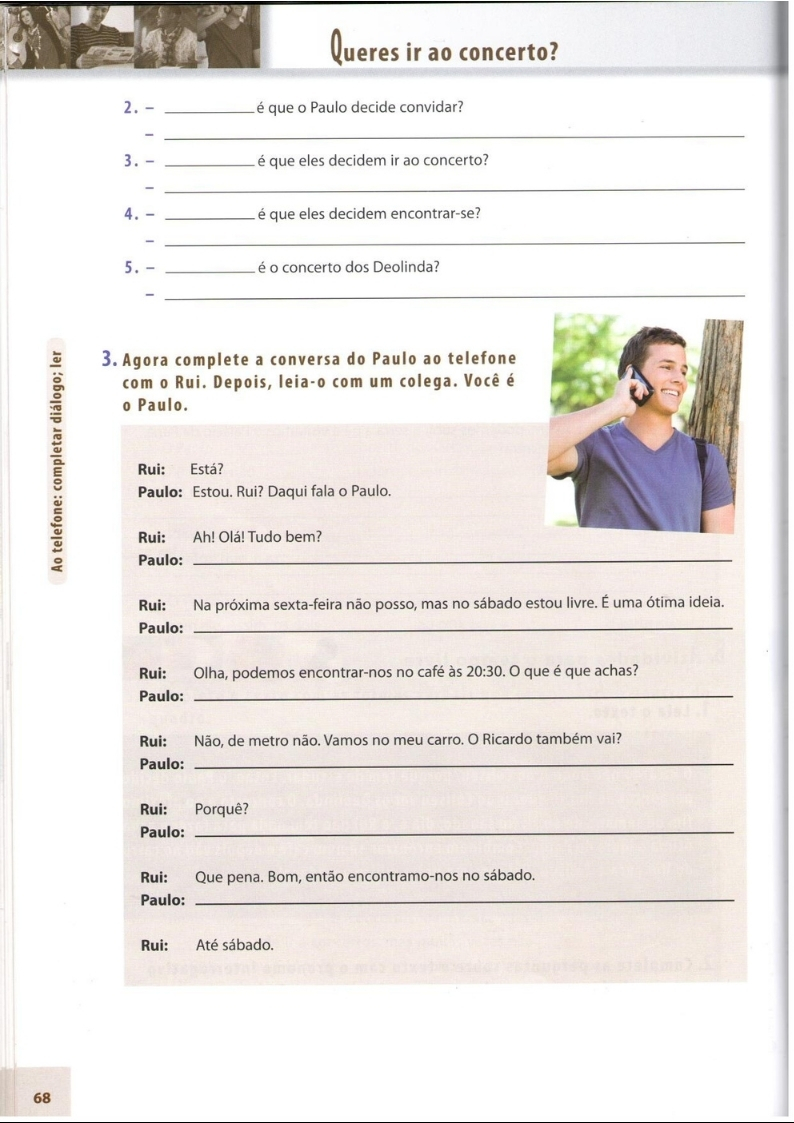 Queres ir ao concerto?
2. – __________ é que o Paulo decide convidar?
–
3. – __________ é que eles decidem ir ao concerto?
–
4. – __________ é que eles decidem encontrar-se?
–
5. – __________ é o concerto dos Deolinda?
–
Ao telefone: completar diálogo; ler
3. Agora complete a conversa do Paulo ao telefone
com o Rui. Depois, leia-o com um colega. Você é
o Paulo.
Rui: Está?
Paulo: Estou. Rui? Daqui fala o Paulo.
Rui: Ah! Olá! Tudo bem?
Paulo:
Rui: Na próxima sexta-feira não posso, mas no sábado estou livre. É uma ótima ideia.
Paulo:
Rui: Olha, podemos encontrar-nos no café às 20:30. O que é que achas?
Paulo:
Rui: Não, de metro não. Vamos no meu carro. O Ricardo também vai?
Paulo:
Rui: Porquê?
Paulo:
Rui: Que pena. Bom, então encontramo-nos no sábado.
Paulo:
Rui: Até sábado.
68